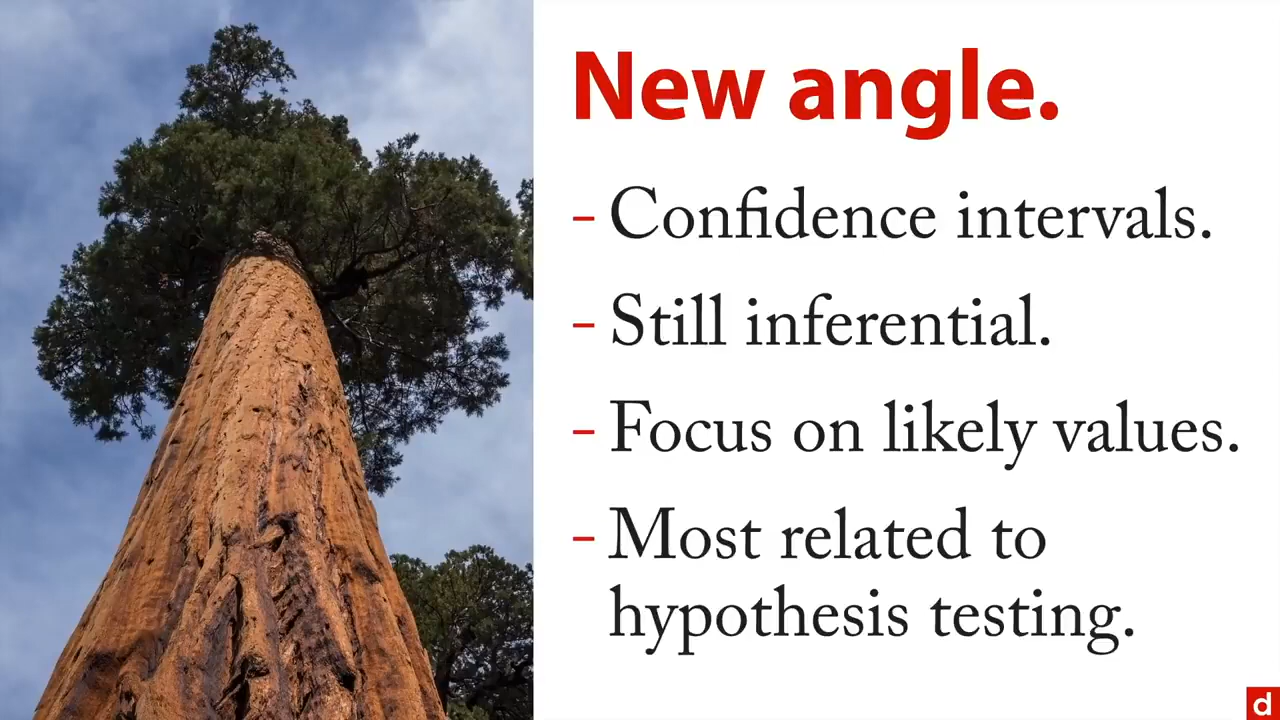 New angle.
- Confidence intervals.
- Still inferential.
- Focus on likely values.
- Most related to
hypothesis testing.
d